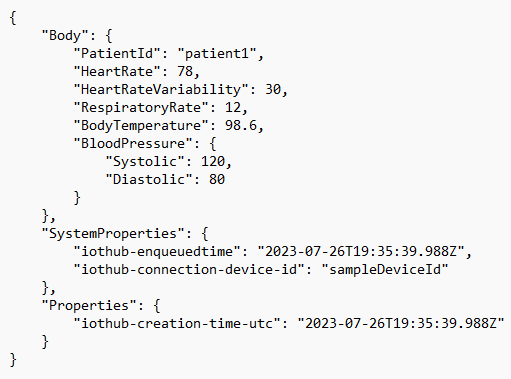 {
    "Body": {
        "PatientId": "patient1",
        "HeartRate": 78,
        "HeartRateVariability": 30,
        "RespiratoryRate": 12,
        "BodyTemperature": 98.6,
        "BloodPressure": {
            "Systolic": 120,
            "Diastolic": 80
        }
    },
    "SystemProperties": {
        "iothub-enqueuedtime": "2023-07-26T19:35:39.988Z",
        "iothub-connection-device-id": "sampleDeviceId"
    },
    "Properties": {
        "iothub-creation-time-utc": "2023-07-26T19:35:39.988Z"
    }
}